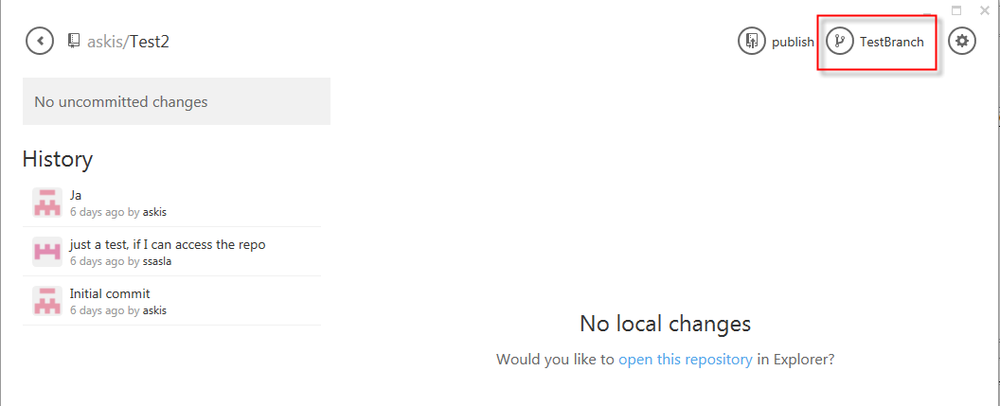 askis/Test2
publish
TestBranch
No uncommitted changes
History
Ja
6 days ago by askis
just a test, if I can access the repo
6 days ago by ssasla
Initial commit
6 days ago by askis
No local changes
Would you like to open this repository in Explorer?